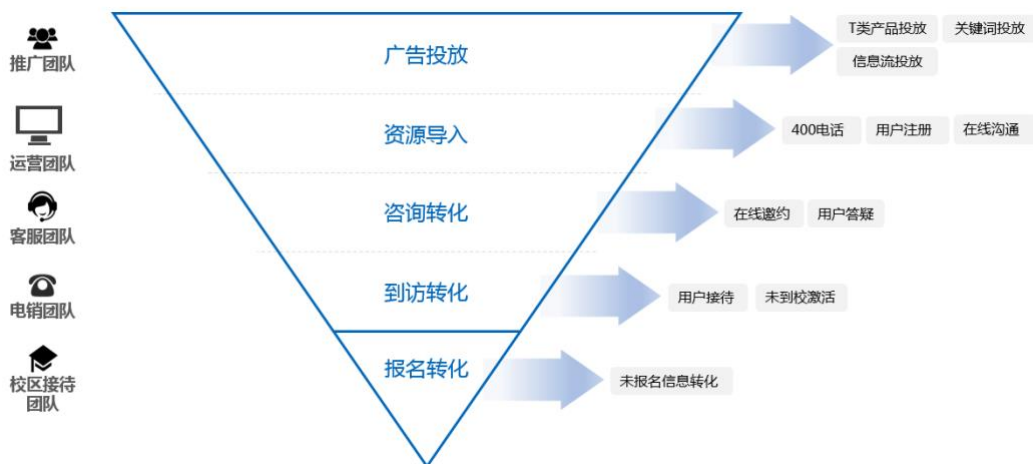 推广团队
广告投放
T类产品投放 关键词投放
信息流投放
运营团队
资源导入
400电话 用户注册 在线沟通
客服团队
咨询转化
在线邀约 用户答疑
电销团队
到访转化
用户接待 未到校激活
校区接待
团队
报名转化
未报名信息转化